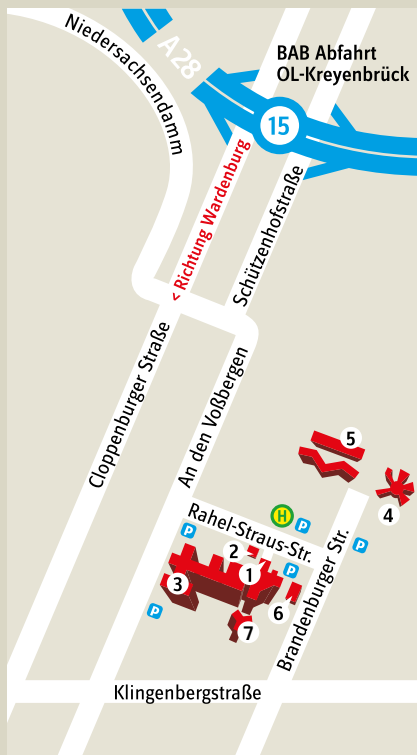 Niedersachsendamm
A28
BAB Abfahrt
OL-Kreyenbrück
15
< Richtung Wardenburg
Schützenhofstraße
Cloppenburger Straße
An den Voßbergen
5
4
H
P
Rahel-Straus-Str.
P
P
2
1
P
3
6
P
7
Brandenburger Str.
Klingenbergstraße